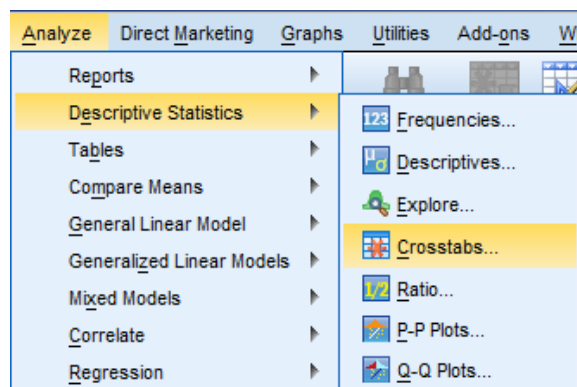 Analyze Direct Marketing Graphs Utilities Add-ons W
Reports
Descriptive Statistics
Tables
Compare Means
General Linear Model
Generalized Linear Models
Mixed Models
Correlate
Regression
123 Frequencies...
μσ Descriptives...
Explore...
Crosstabs...
1/2 Ratio...
P-P Plots...
Q-Q Plots...